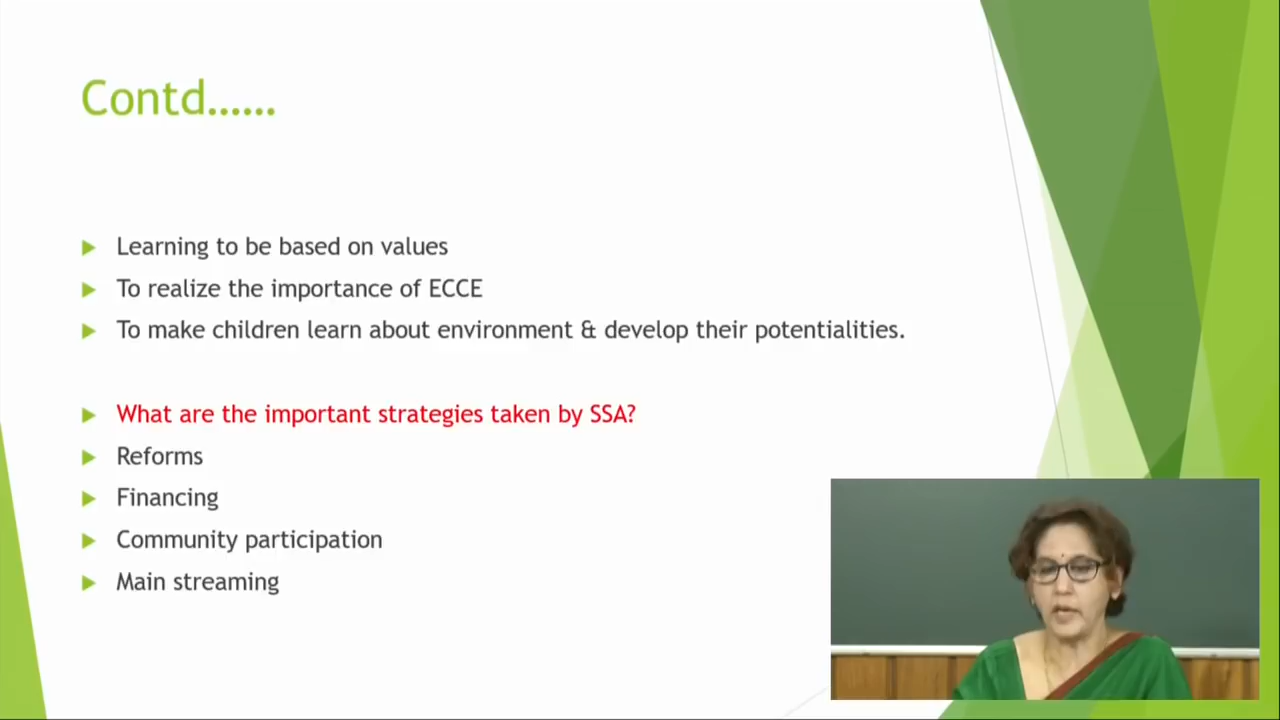 Contd......
Learning to be based on values
To realize the importance of ECCE
To make children learn about environment & develop their potentialities.
What are the important strategies taken by SSA?
Reforms
Financing
Community participation
Main streaming